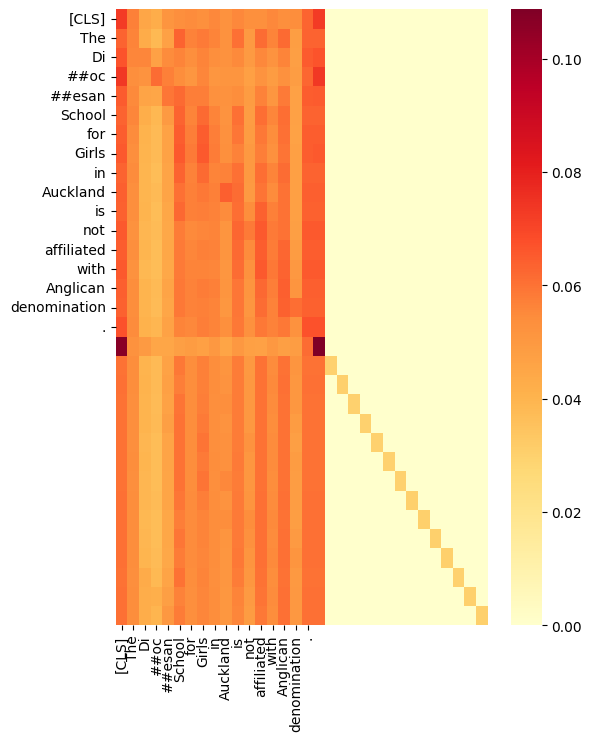 [CLS]
The
Di
##oc
##esan
School
for
Girls
in
Auckland
is
not
affiliated
with
Anglican
denomination
.
[CLS]
The
Di
##oc
##esan
School
for
Girls
in
Auckland
is
not
affiliated
with
Anglican
denomination
.
0.10
0.08
0.06
0.04
0.02
0.00